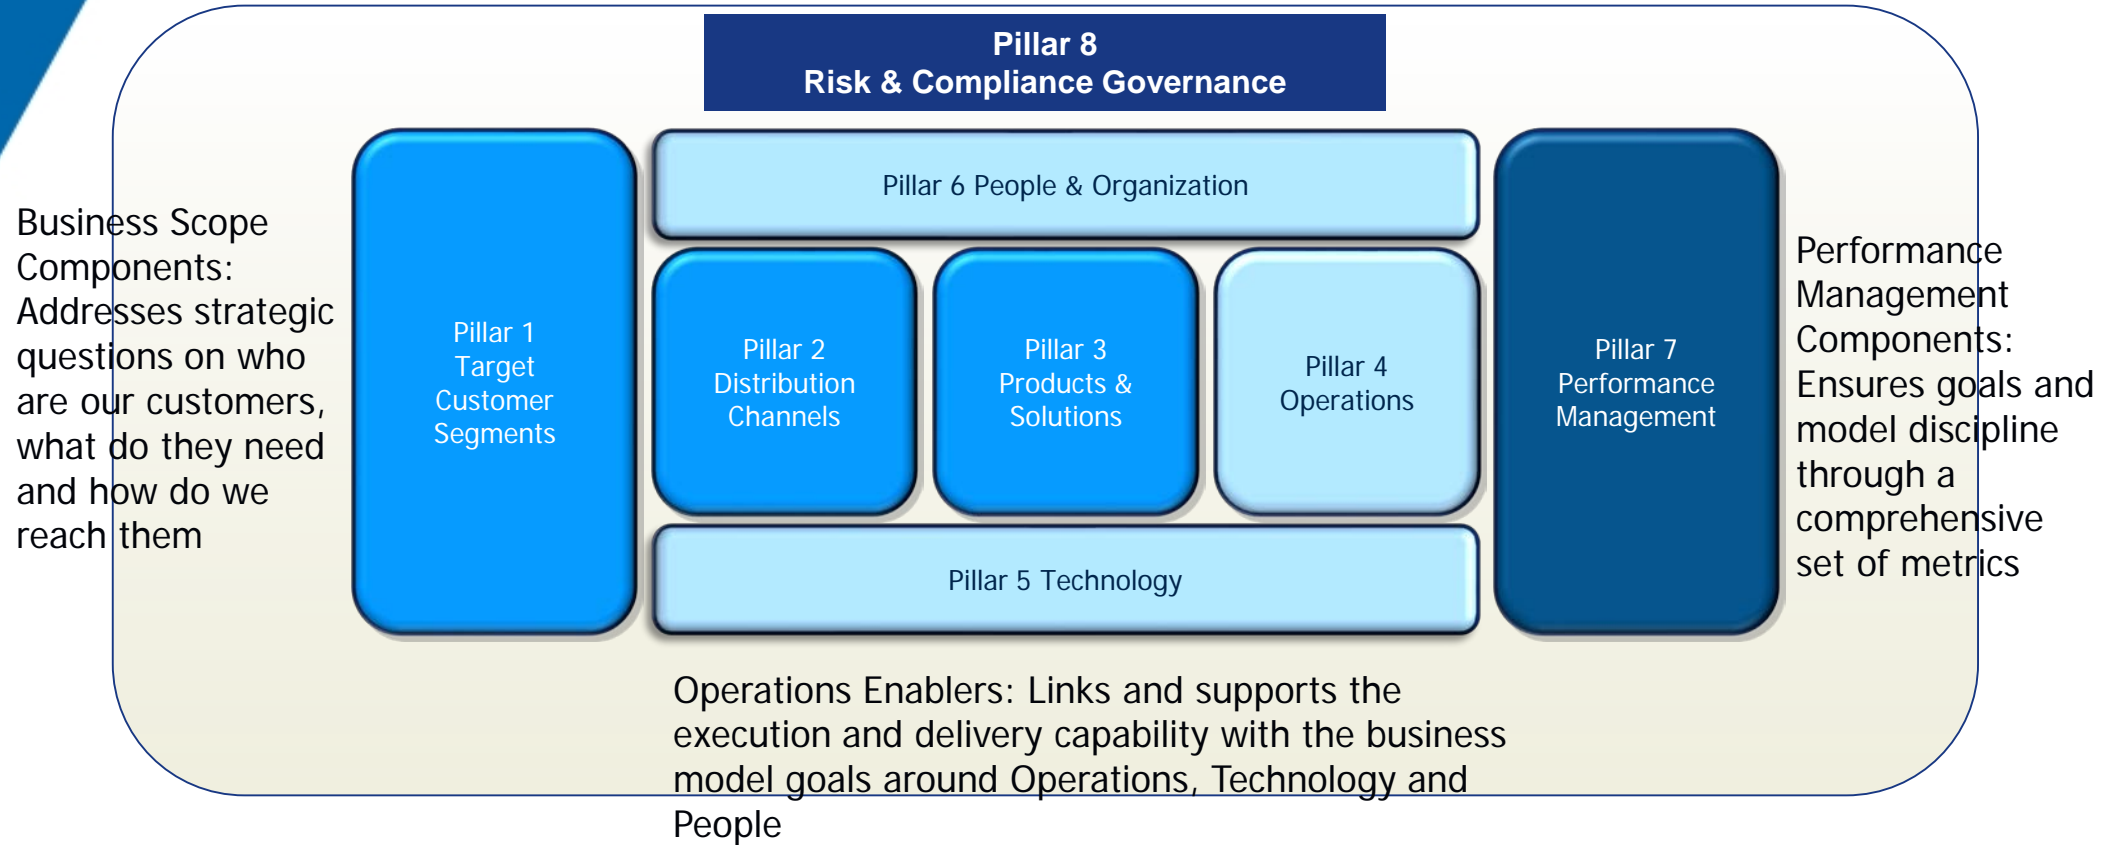 Pillar 8
Risk & Compliance Governance
Pillar 6 People & Organization
Business Scope
Components:
Addresses strategic
questions on who
are our customers,
what do they need
and how do we
reach them
Pillar 1
Target
Customer
Segments
Pillar 2
Distribution
Channels
Pillar 3
Products &
Solutions
Pillar 4
Operations
Pillar 7
Performance
Management
Performance
Management
Components:
Ensures goals and
model discipline
through a
comprehensive
set of metrics
Pillar 5 Technology
Operations Enablers: Links and supports the
execution and delivery capability with the business
model goals around Operations, Technology and
People